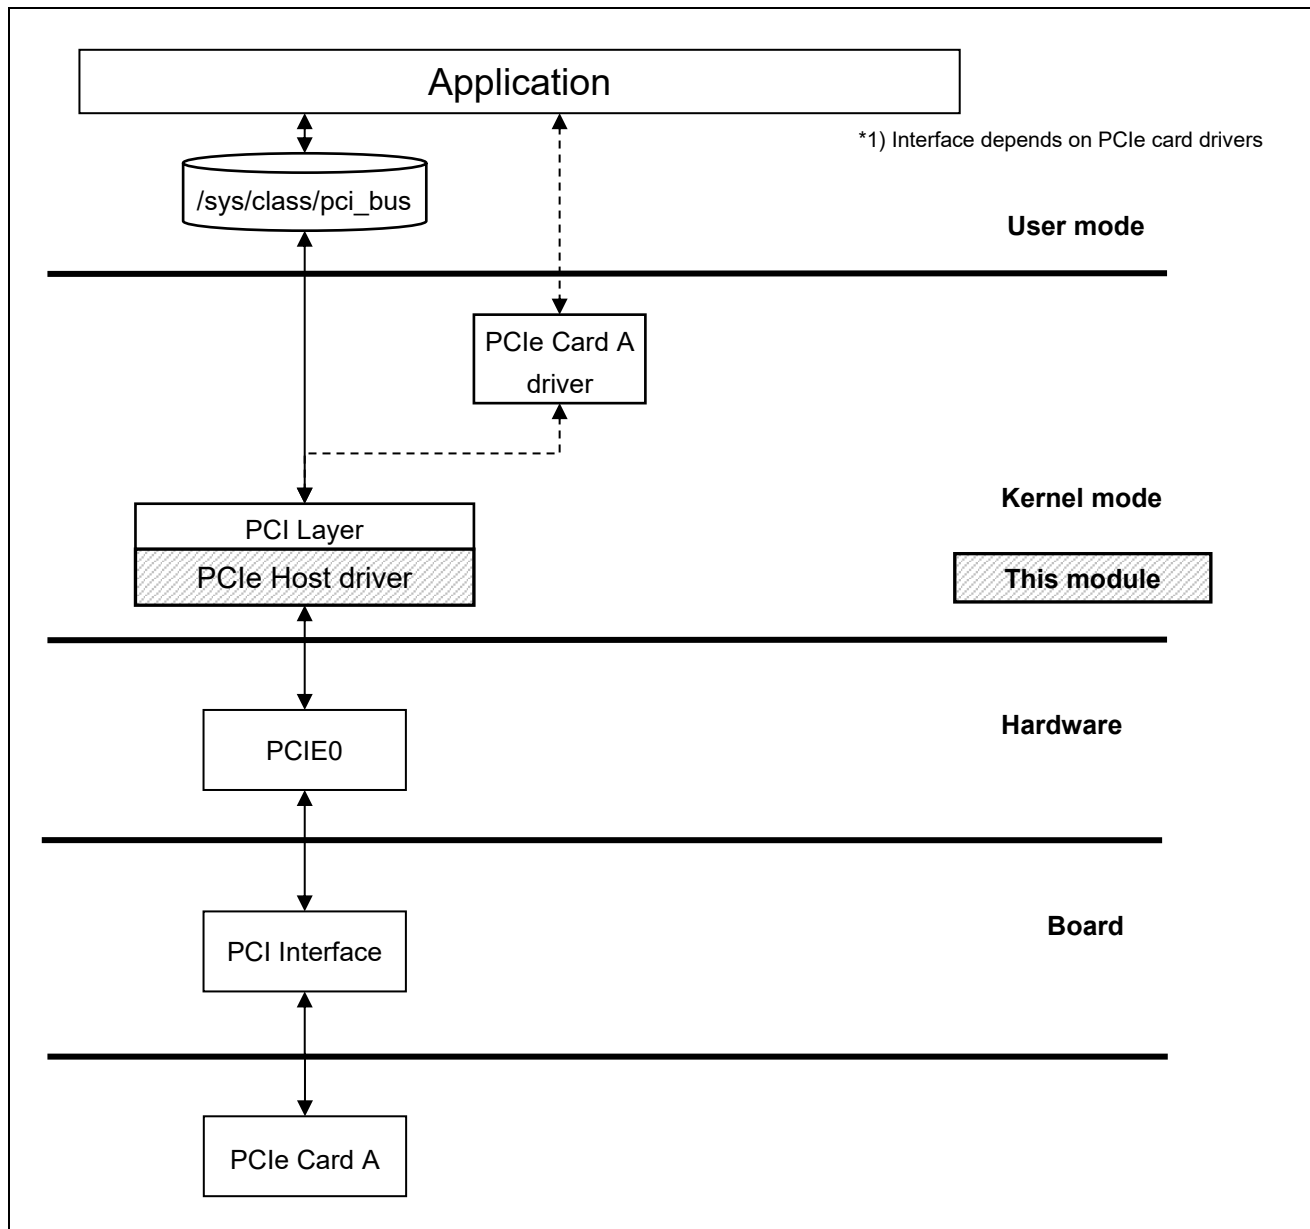 Application
*1) Interface depends on PCIe card drivers
/sys/class/pci_bus
User mode
PCIe Card A
driver
Kernel mode
PCI Layer
PCIe Host driver
This module
PCIE0
Hardware
PCI Interface
Board
PCIe Card A